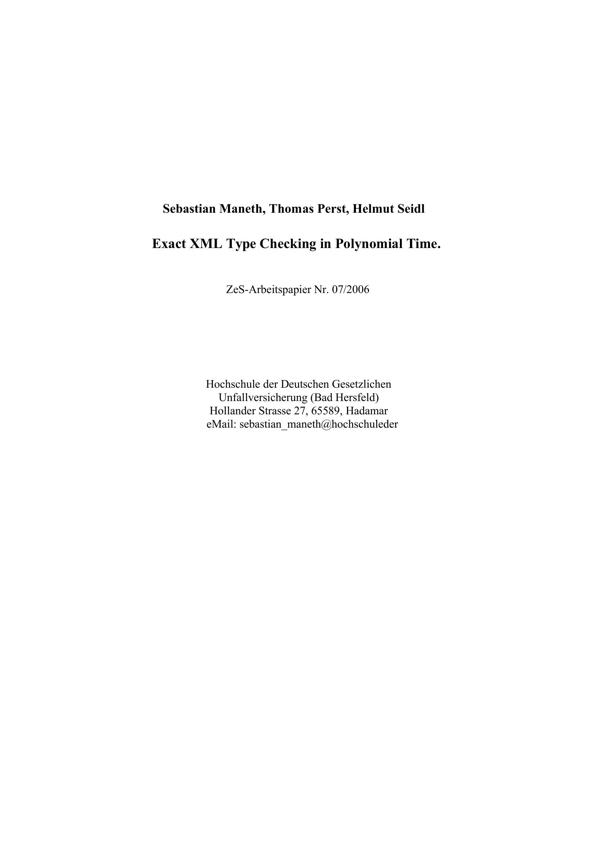 Sebastian Maneth, Thomas Perst, Helmut Seidl
Exact XML Type Checking in Polynomial Time.
ZeS-Arbeitspapier Nr. 07/2006
Hochschule der Deutschen Gesetzlichen
Unfallversicherung (Bad Hersfeld)
Hollander Strasse 27, 65589, Hadamar
eMail: sebastian_maneth@hochschuleder